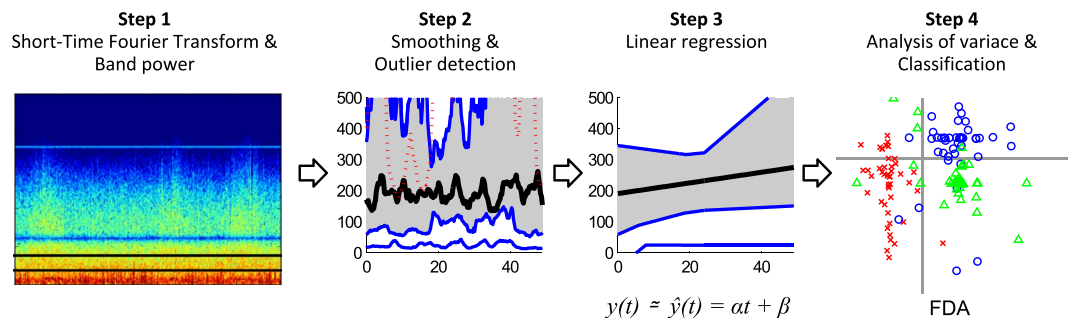 Step 1
Short-Time Fourier Transform &
Band power
Step 2
Smoothing &
Outlier detection
Step 3
Linear regression
Step 4
Analysis of variace &
Classification
500
400
300
200
100
0
0
20
40
500
400
300
200
100
0
0
20
40
y(t) ≃ ŷ(t) = αt + β
FDA